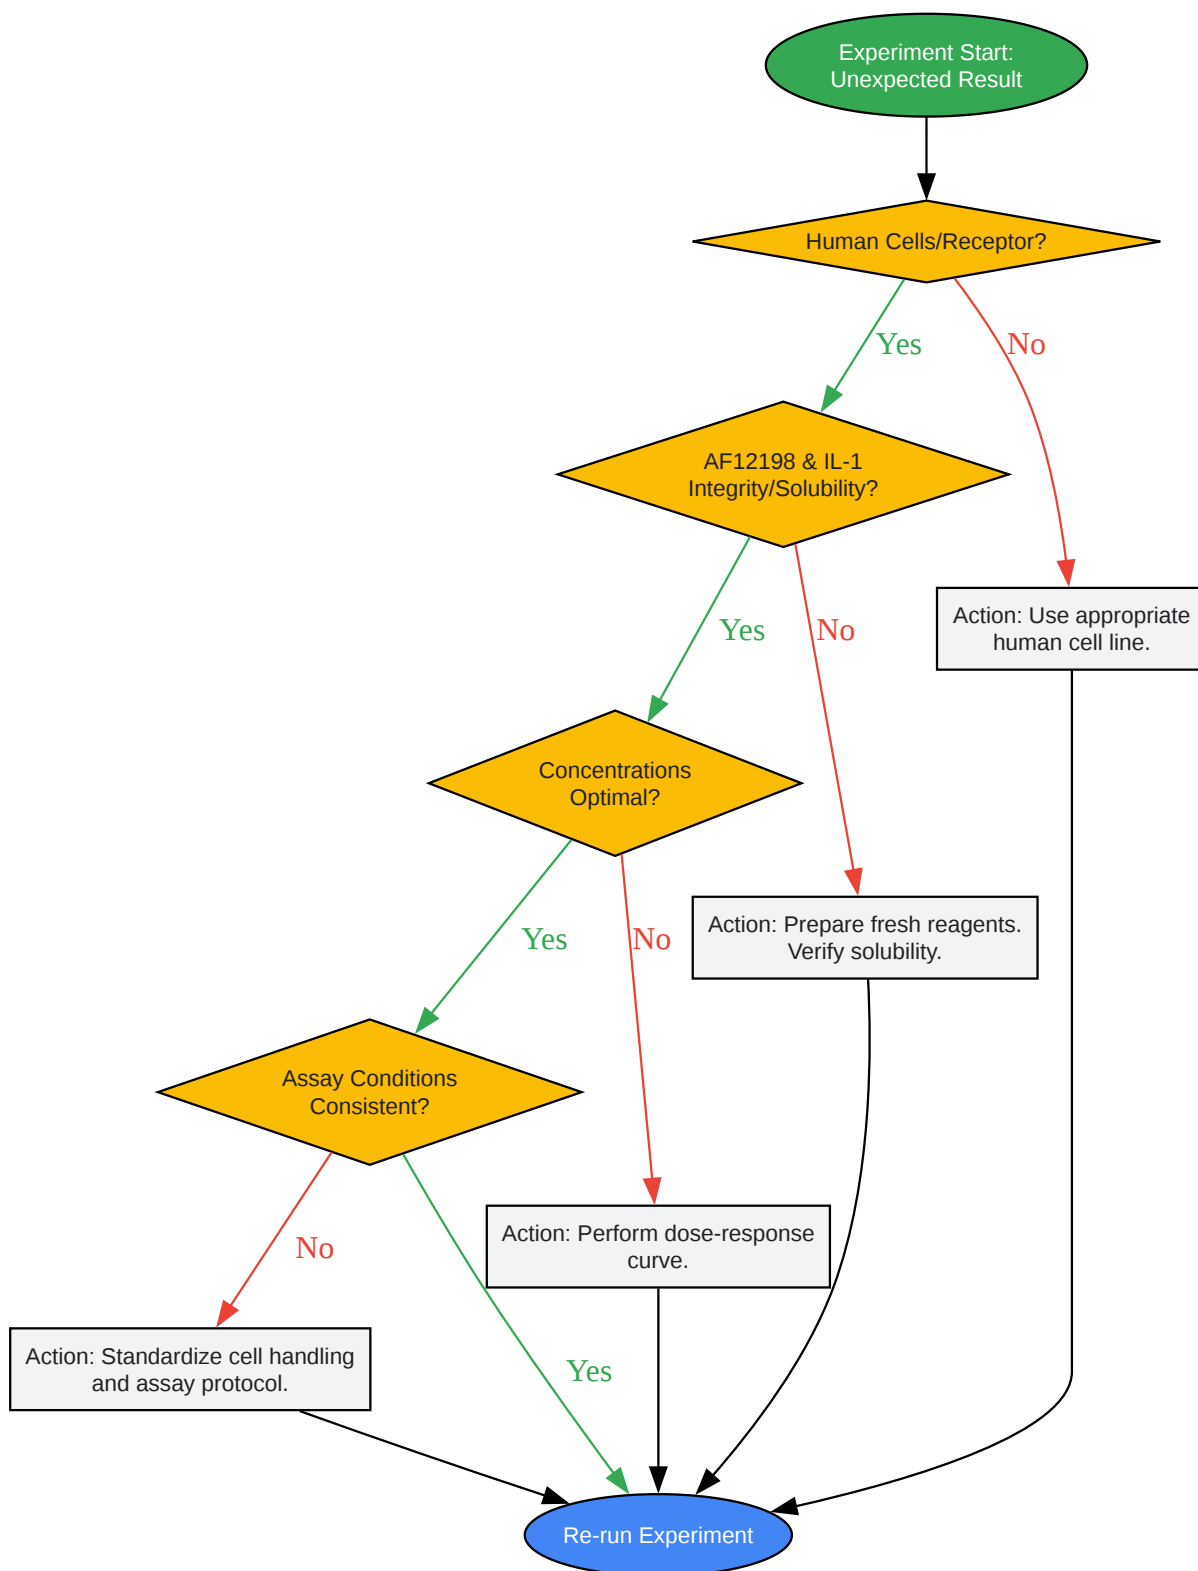 Experiment Start:
Unexpected Result
Human Cells/Receptor?
Yes
No
AF12198 & IL-1
Integrity/Solubility?
Yes
No
Action: Use appropriate
human cell line.
Concentrations
Optimal?
Yes
No
Action: Prepare fresh reagents.
Verify solubility.
Assay Conditions
Consistent?
No
Yes
Action: Perform dose-response
curve.
Action: Standardize cell handling
and assay protocol.
Re-run Experiment